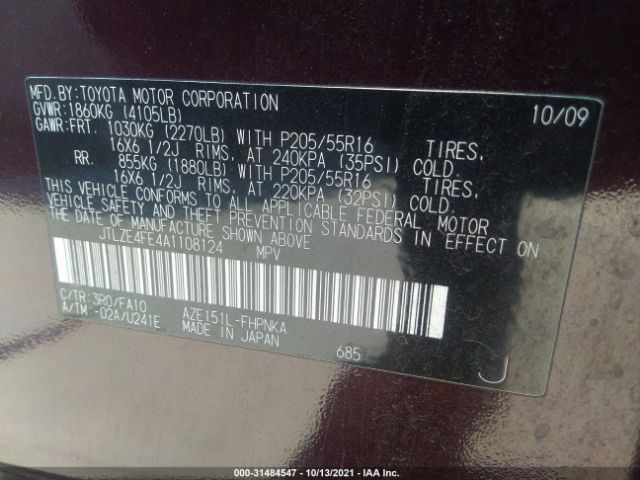 MFD.BY:TOYOTA MOTOR CORPORATION 10/09
GVWR:1860KG (4105LB)
GAWR:FRT. 1030KG (2270LB) WITH P205/55R16 TIRES,
16X6 1/2J RIMS, AT 240KPA (35PSI) COLD.
RR. 855KG (1880LB) WITH P205/55R16 TIRES,
16X6 1/2J RIMS, AT 220KPA (32PSI) COLD.
THIS VEHICLE CONFORMS TO ALL APPLICABLE FEDERAL MOTOR
VEHICLE SAFETY AND THEFT PREVENTION STANDARDS IN EFFECT ON
THE DATE OF MANUFACTURE SHOWN ABOVE.
JTLZE4FE4A1108124 MPV
C/TR:3R0/FA10 AZE151L-FHPNKA
A/TM:-02A/U241E MADE IN JAPAN 685
J
000-31484547 - 10/13/2021 - IAA Inc.